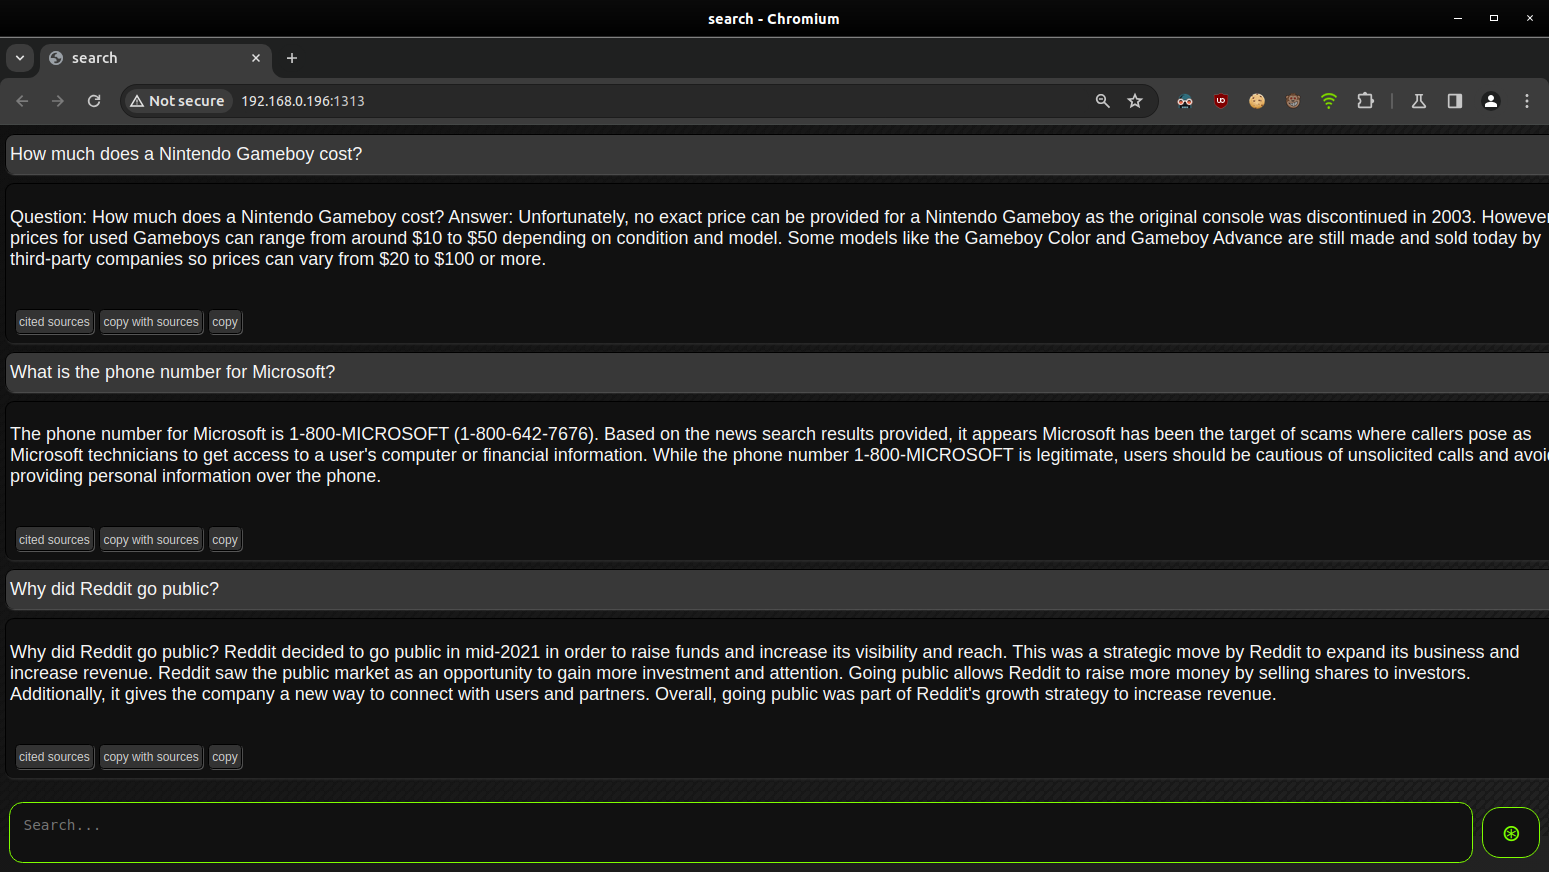 search - Chromium
search
Not secure
192.168.0.196:1313
How much does a Nintendo Gameboy cost?
Question: How much does a Nintendo Gameboy cost? Answer: Unfortunately, no exact price can be provided for a Nintendo Gameboy as the original console was discontinued in 2003. However
prices for used Gameboys can range from around $10 to $50 depending on condition and model. Some models like the Gameboy Color and Gameboy Advance are still made and sold today by
third-party companies so prices can vary from $20 to $100 or more.
cited sources copy with sources copy
What is the phone number for Microsoft?
The phone number for Microsoft is 1-800-MICROSOFT (1-800-642-7676). Based on the news search results provided, it appears Microsoft has been the target of scams where callers pose as
Microsoft technicians to get access to a user's computer or financial information. While the phone number 1-800-MICROSOFT is legitimate, users should be cautious of unsolicited calls and avoi
providing personal information over the phone.
cited sources copy with sources copy
Why did Reddit go public?
Why did Reddit go public? Reddit decided to go public in mid-2021 in order to raise funds and increase its visibility and reach. This was a strategic move by Reddit to expand its business and
increase revenue. Reddit saw the public market as an opportunity to gain more investment and attention. Going public allows Reddit to raise more money by selling shares to investors.
Additionally, it gives the company a new way to connect with users and partners. Overall, going public was part of Reddit's growth strategy to increase revenue.
cited sources copy with sources copy
Search...